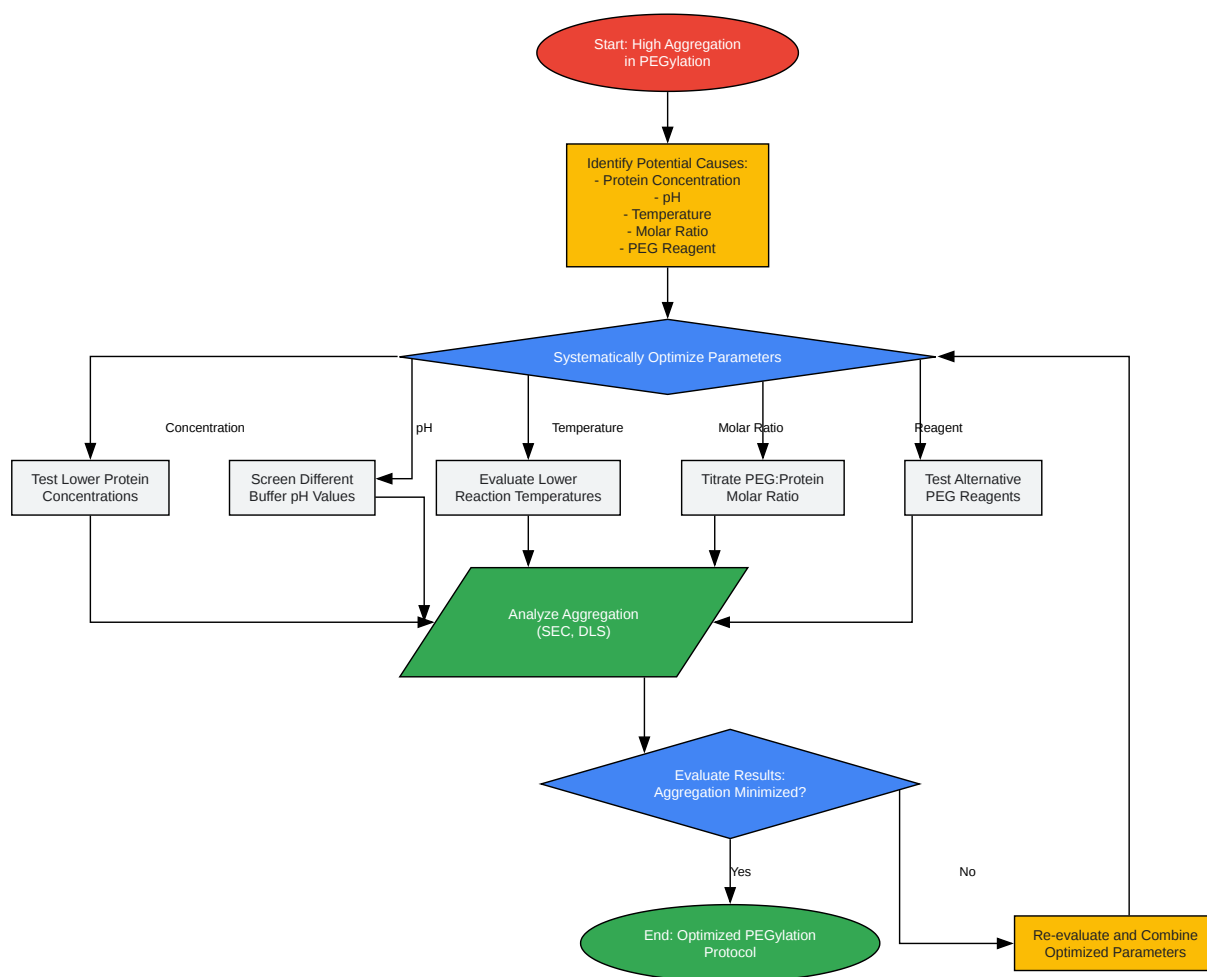 Start: High Aggregation
in PEGylation
Identify Potential Causes:
- Protein Concentration
- pH
- Temperature
- Molar Ratio
- PEG Reagent
Systematically Optimize Parameters
Concentration
pH
Temperature
Molar Ratio
Reagent
Test Lower Protein
Concentrations
Screen Different
Buffer pH Values
Evaluate Lower
Reaction Temperatures
Titrate PEG:Protein
Molar Ratio
Test Alternative
PEG Reagents
Analyze Aggregation
(SEC, DLS)
Evaluate Results:
Aggregation Minimized?
Yes
No
End: Optimized PEGylation
Protocol
Re-evaluate and Combine
Optimized Parameters